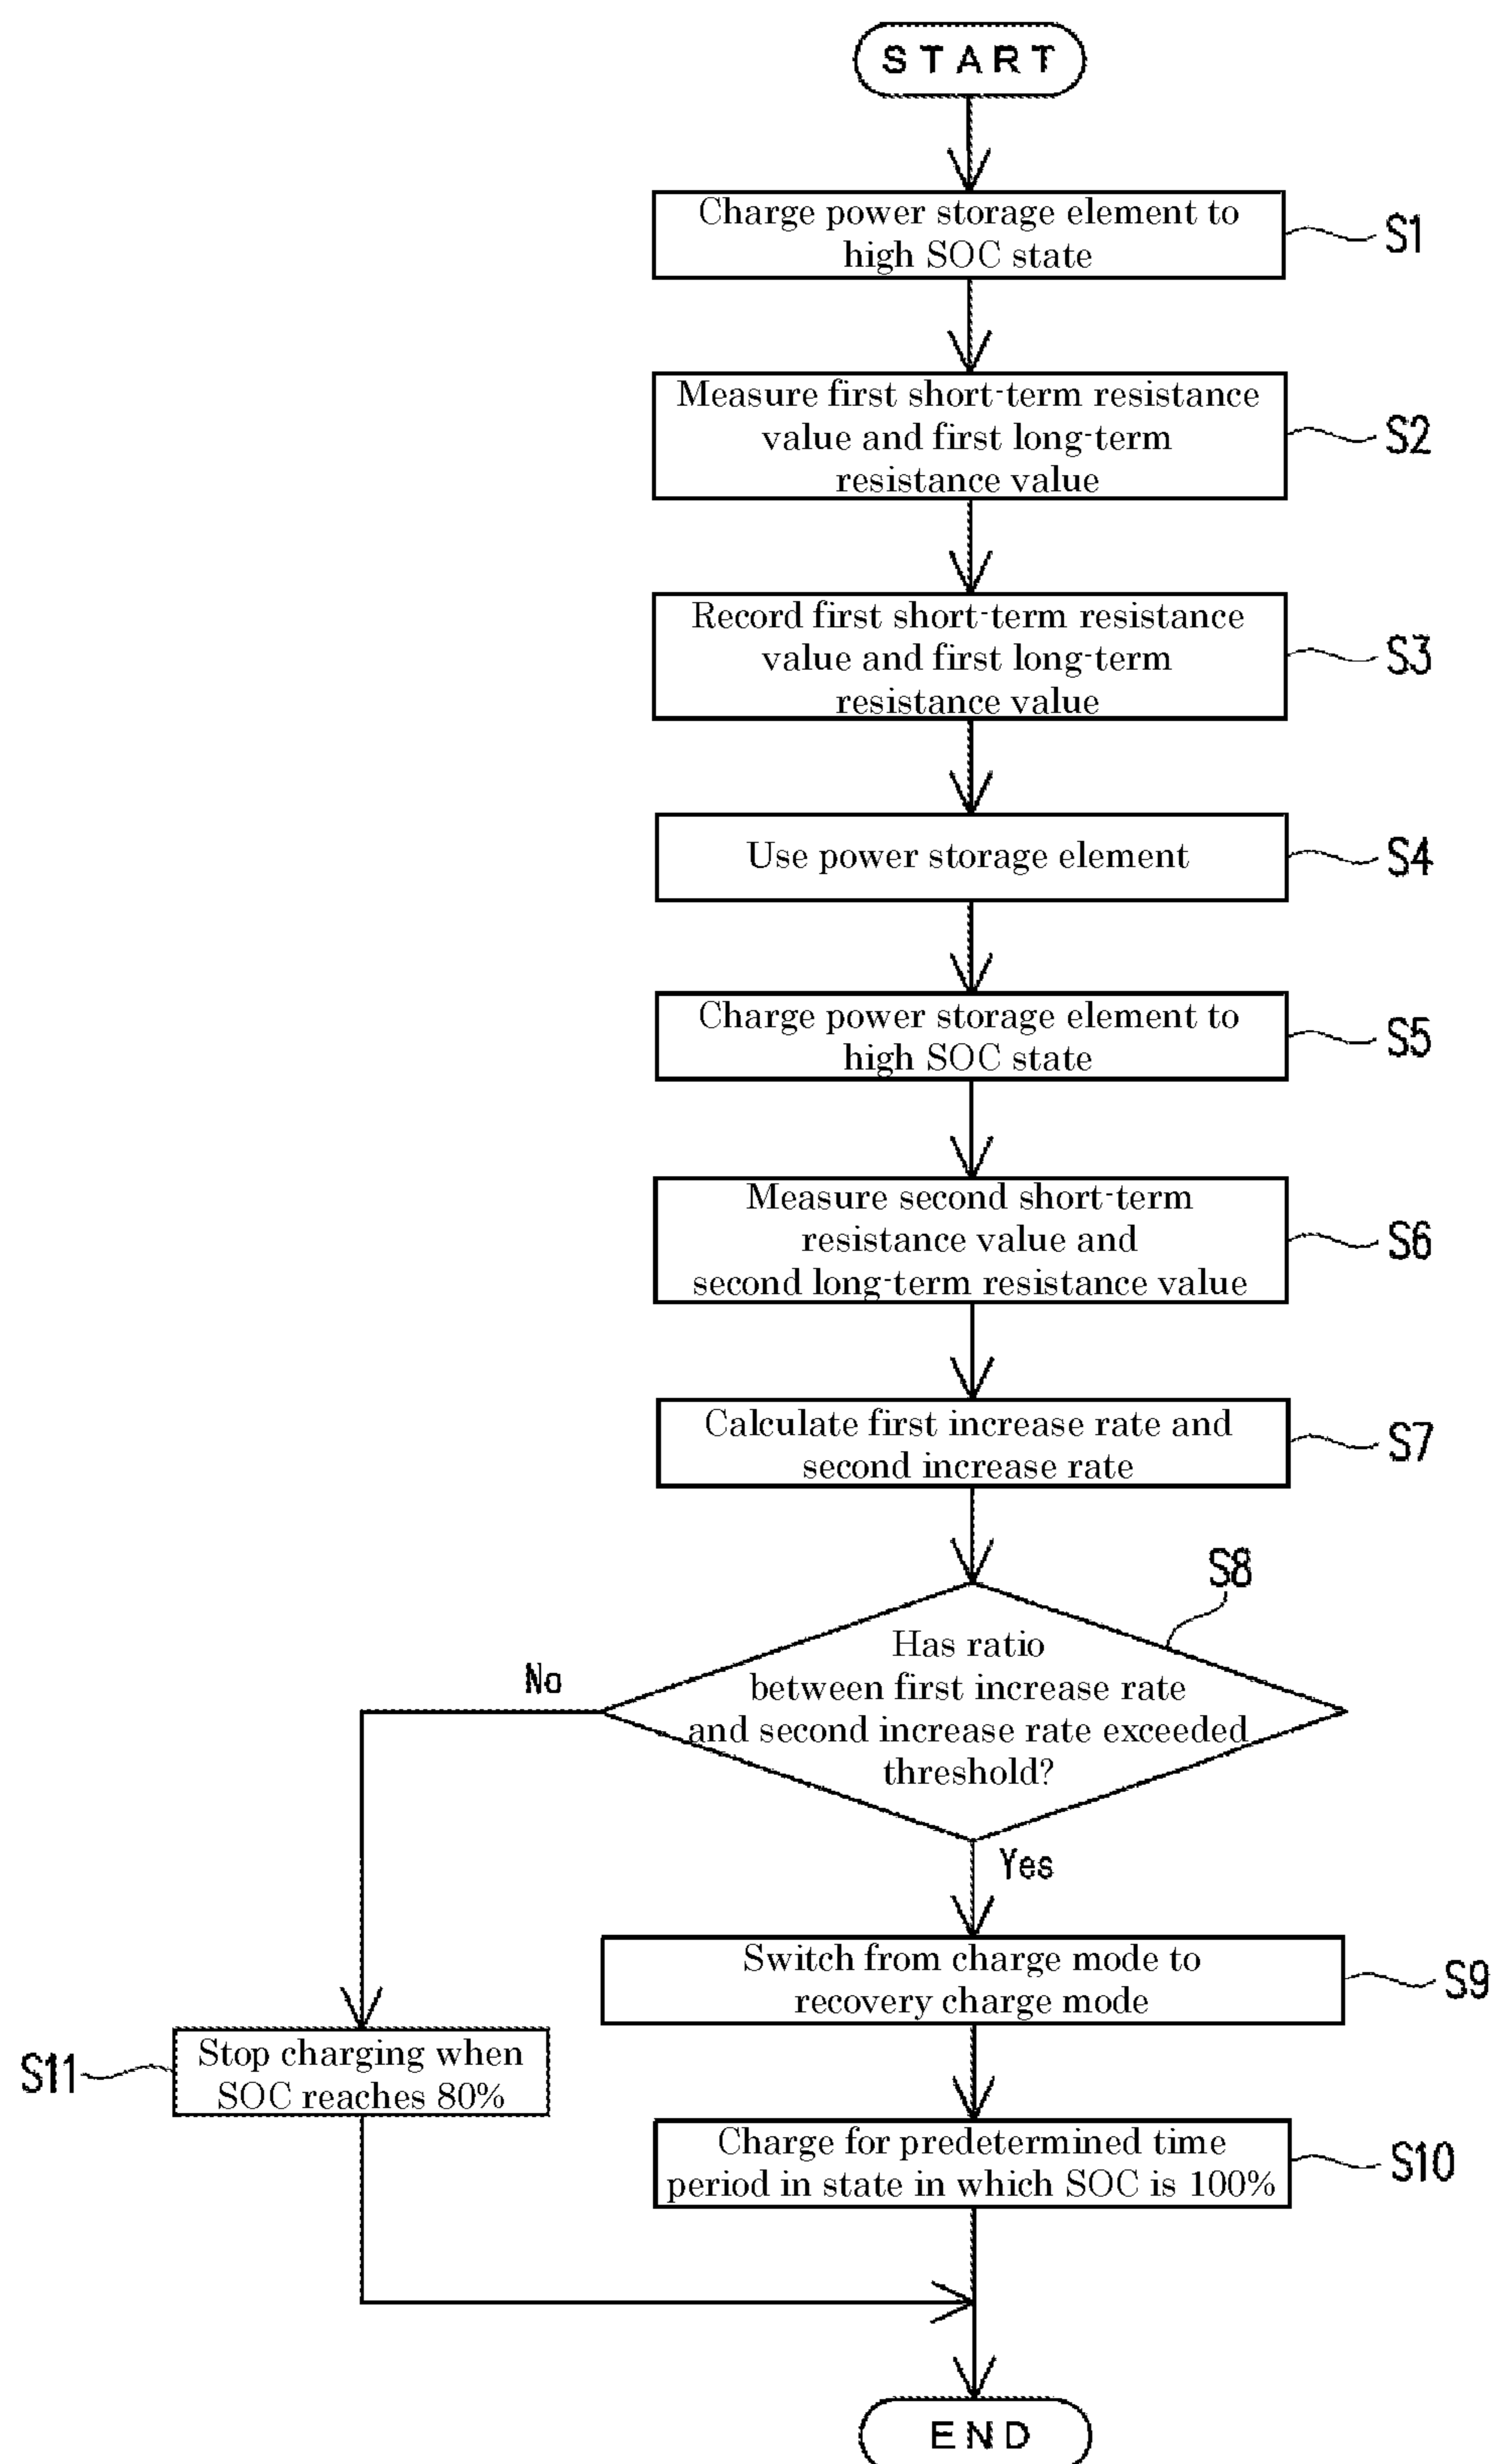 START
Charge power storage element to
high SOC state
S1
Measure first short-term resistance
value and first long-term
resistance value
S2
Record first short-term resistance
value and first long-term
resistance value
S3
Use power storage element
S4
Charge power storage element to
high SOC state
S5
Measure second short-term
resistance value and
second long-term resistance value
S6
Calculate first increase rate and
second increase rate
S7
S8
Has ratio
between first increase rate
and second increase rate exceeded
threshold?
No
Yes
Switch from charge mode to
recovery charge mode
S9
S11
Stop charging when
SOC reaches 80%
Charge for predetermined time
period in state in which SOC is 100%
S10
END